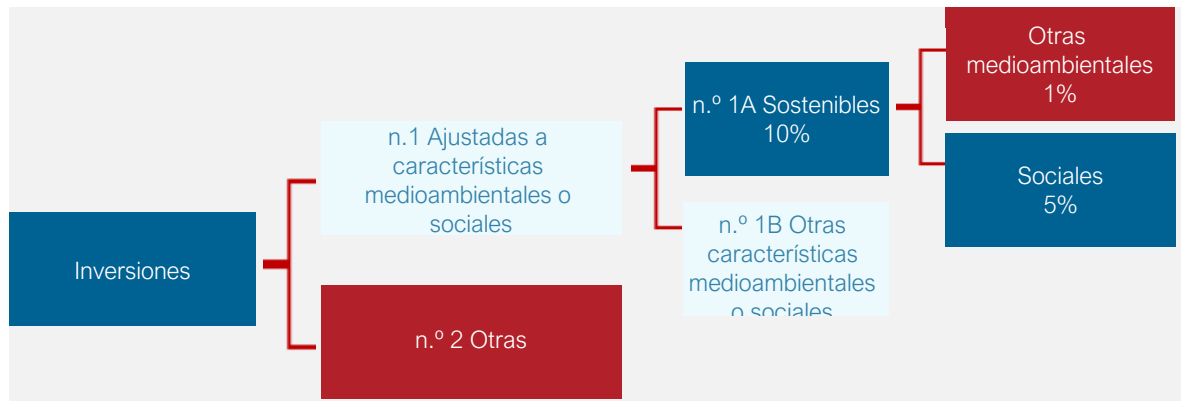 Inversiones
n.1 Ajustadas a
características
medioambientales o
sociales
n.º 2 Otras
n.º 1A Sostenibles
10%
n.º 1B Otras
características
medioambientales
o sociales
Otras
medioambientales
1%
Sociales
5%